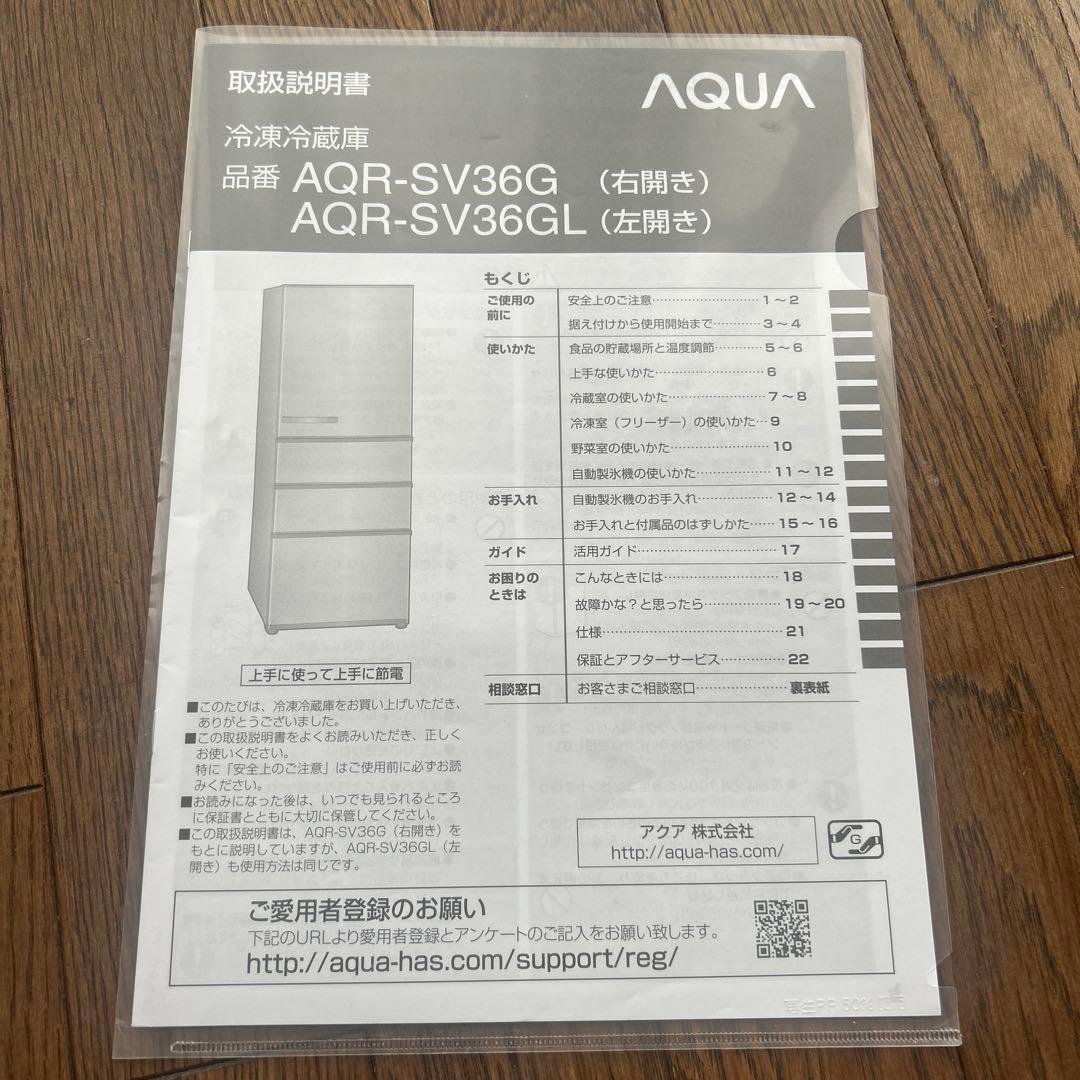 取扱説明書
AQUA
冷凍冷蔵庫
品番 AQR-SV36G （右開き）
AQR-SV36GL（左開き）
もくじ
ご使用の前に
安全上のご注意 1～2
据え付けから使用開始まで 3～4
使いかた
食品の貯蔵場所と温度調節 5～6
上手な使いかた 6
冷蔵室の使いかた 7～8
冷凍室（フリーザー）の使いかた 9
野菜室の使いかた 10
自動製氷機の使いかた 11～12
お手入れ
自動製氷機のお手入れ 12～14
お手入れと付属品のはずしかた 15～16
ガイド
活用ガイド 17
お困りのときは
こんなときには 18
故障かな？と思ったら 19～20
仕様 21
保証とアフターサービス 22
相談窓口
お客さまご相談窓口 裏表紙
上手に使って上手に節電
■このたびは、冷凍冷蔵庫をお買い上げいただき、
ありがとうございました。
■この取扱説明書をよくお読みいただき、正しく
お使いください。
特に「安全上のご注意」はご使用前に必ずお読
みください。
■お読みになった後は、いつでも見られるところ
に保証書とともに大切に保管してください。
■この取扱説明書は、AQR-SV36G（右開き）を
もとに説明していますが、AQR-SV36GL（左
開き）も使用方法は同じです。
アクア 株式会社
http://aqua-has.com/
G
ご愛用者登録のお願い
下記のURLより愛用者登録とアンケートのご記入をお願い致します。
http://aqua-has.com/support/reg/